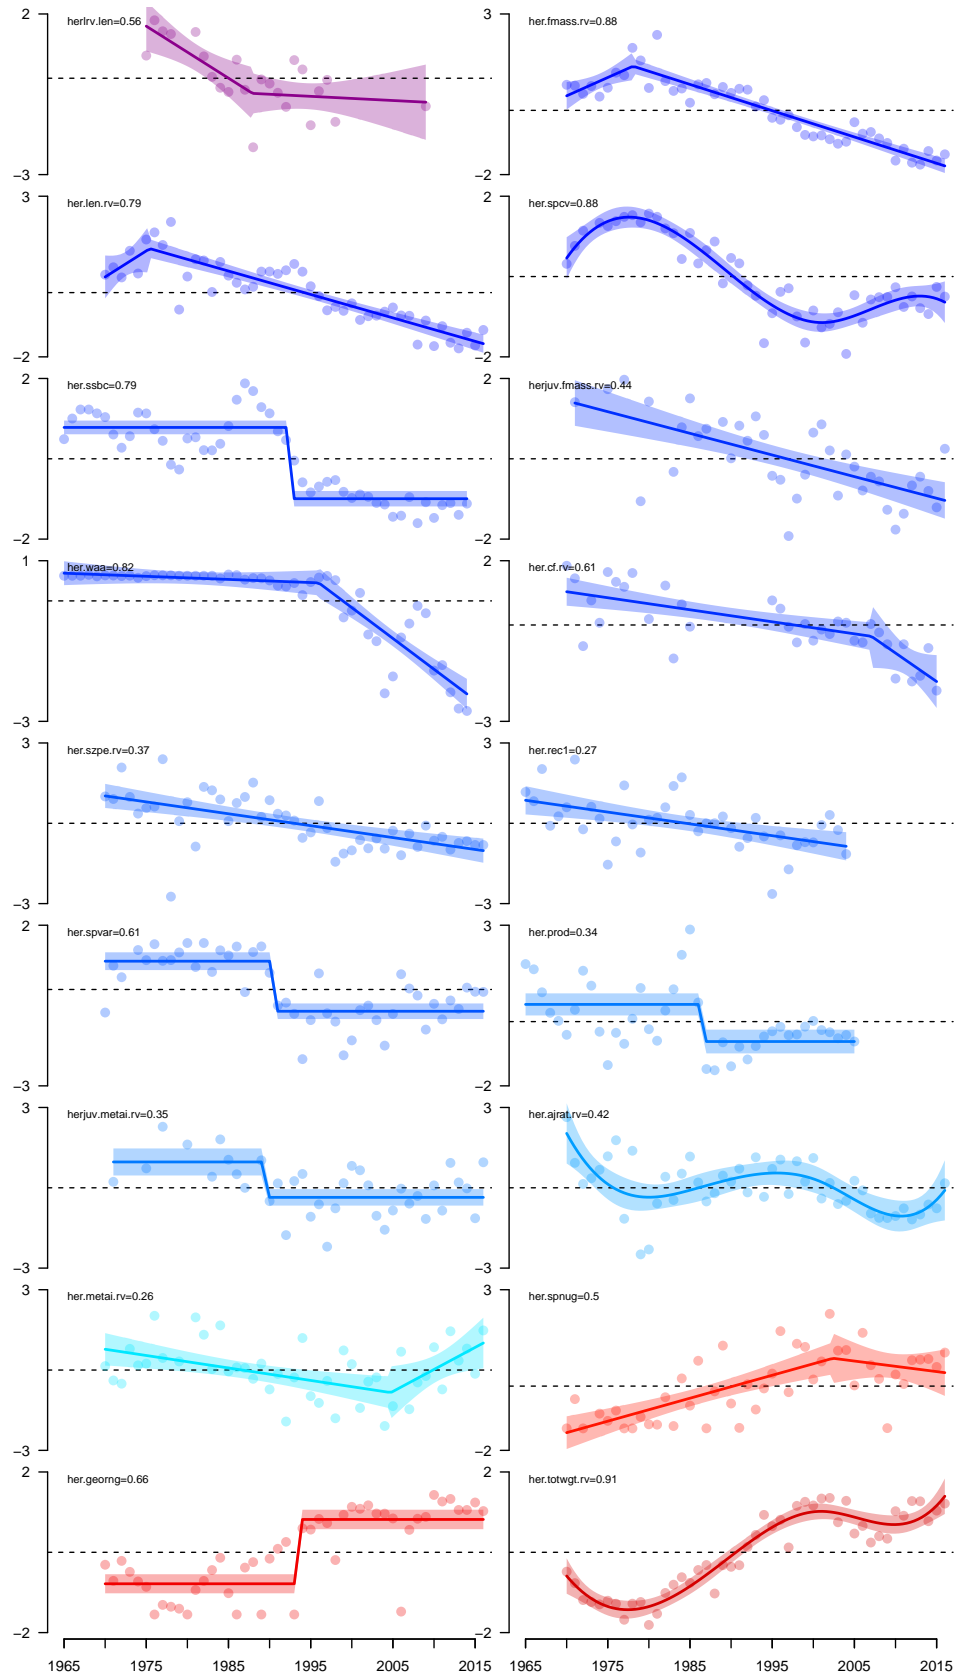 2 herlrv.len=0.56 −3
3 her.fmass.rv=0.88 −2
3 her.len.rv=0.79 −2
2 her.spcv=0.88 −2
2 her.ssbc=0.79 −2
2 herjuv.fmass.rv=0.44 −2
1 her.waa=0.82 −3
2 her.cf.rv=0.61 −3
3 her.szpe.rv=0.37 −3
3 her.rec1=0.27 −3
2 her.spvar=0.61 −3
3 her.prod=0.34 −2
3 herjuv.metai.rv=0.35 −3
3 her.ajrat.rv=0.42 −3
3 her.metai.rv=0.26 −3
3 her.spnug=0.5 −2
2 her.georng=0.66 −2
2 her.totwgt.rv=0.91 −2
1965 1975 1985 1995 2005 2015
1965 1975 1985 1995 2005 2015